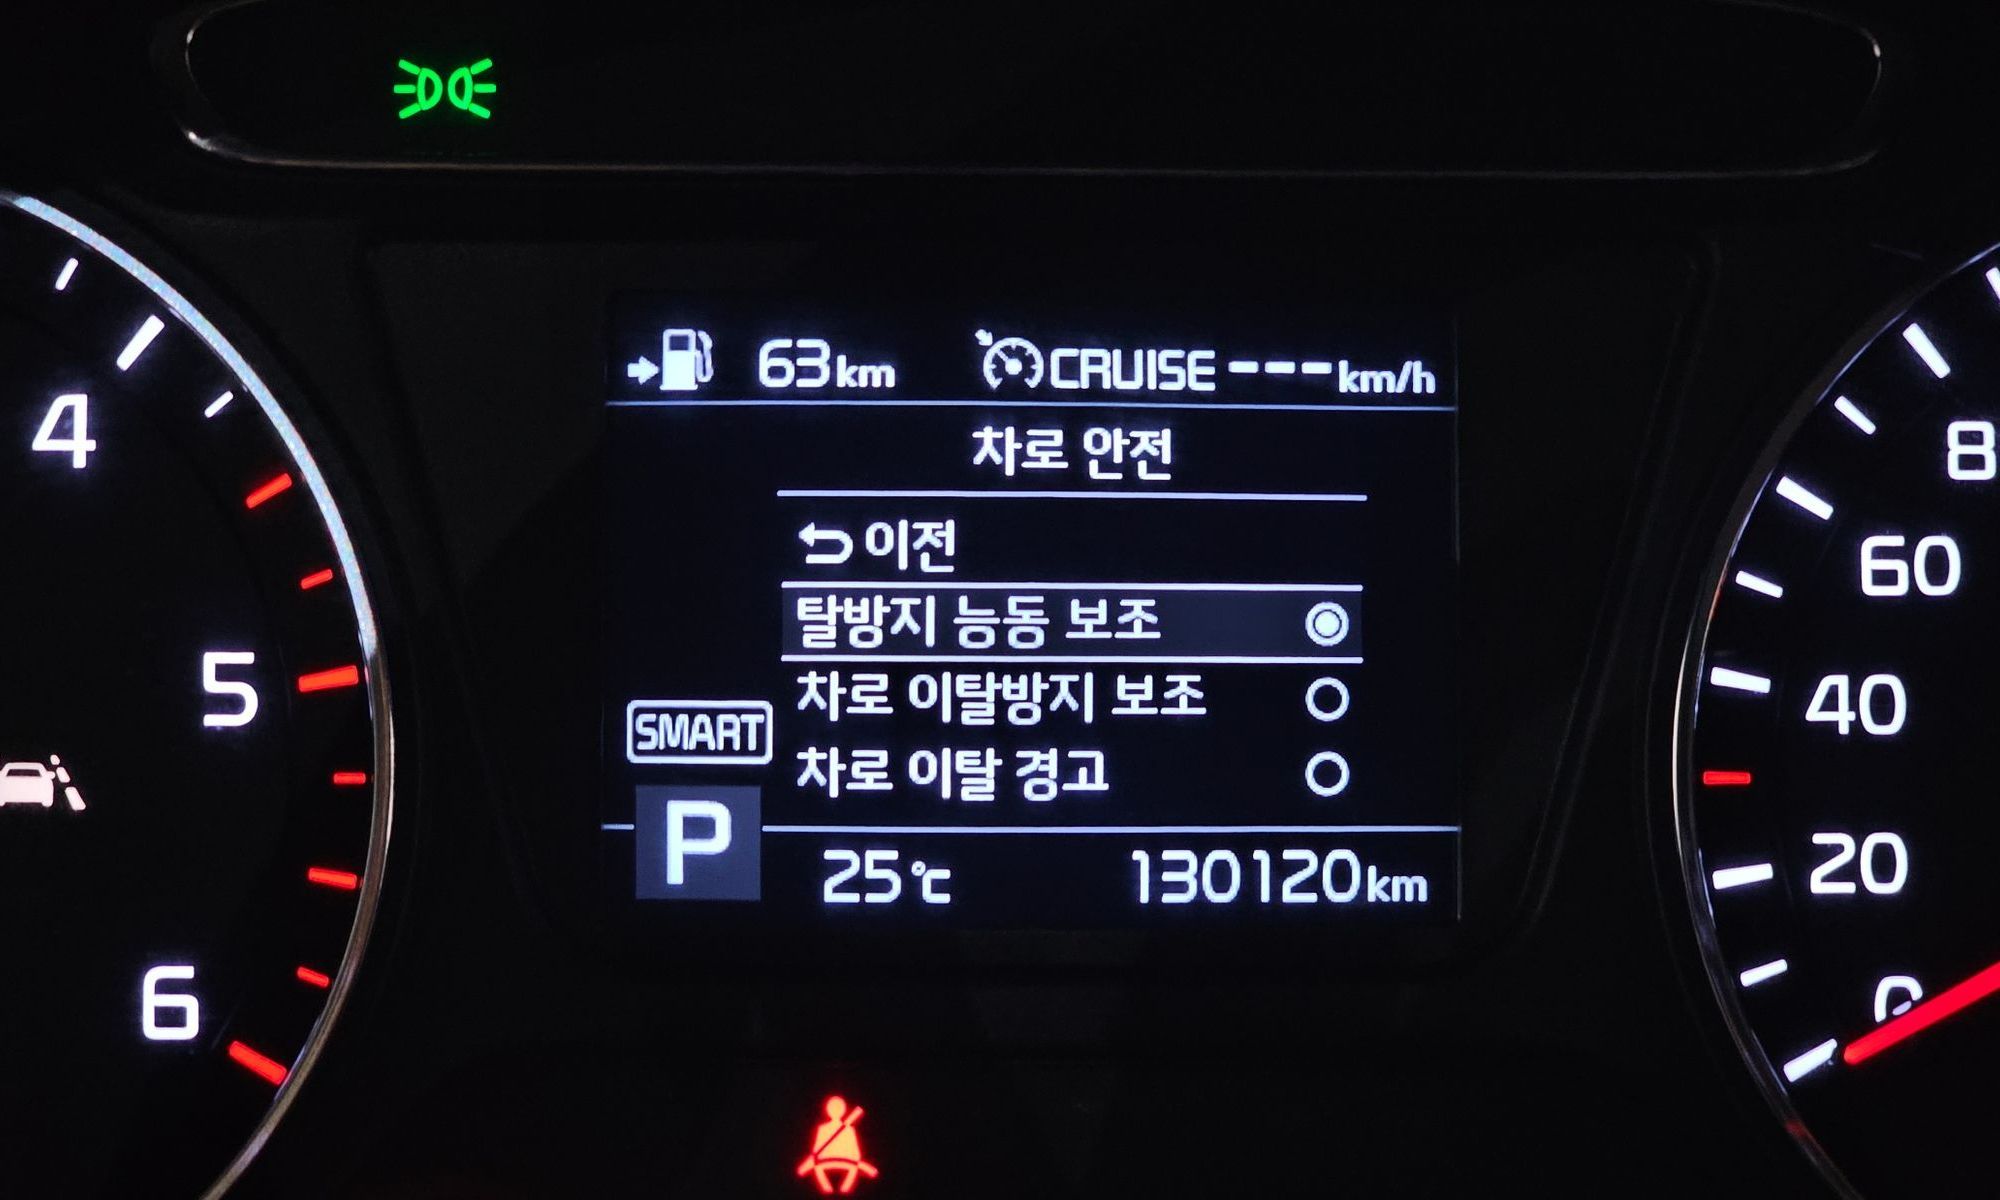 63km CRUISE ---km/h
차로 안전
이전
탈방지 능동 보조
차로 이탈방지 보조
SMART
차로 이탈 경고
P
25℃ 130120km
4
5
6
8
60
40
20
0